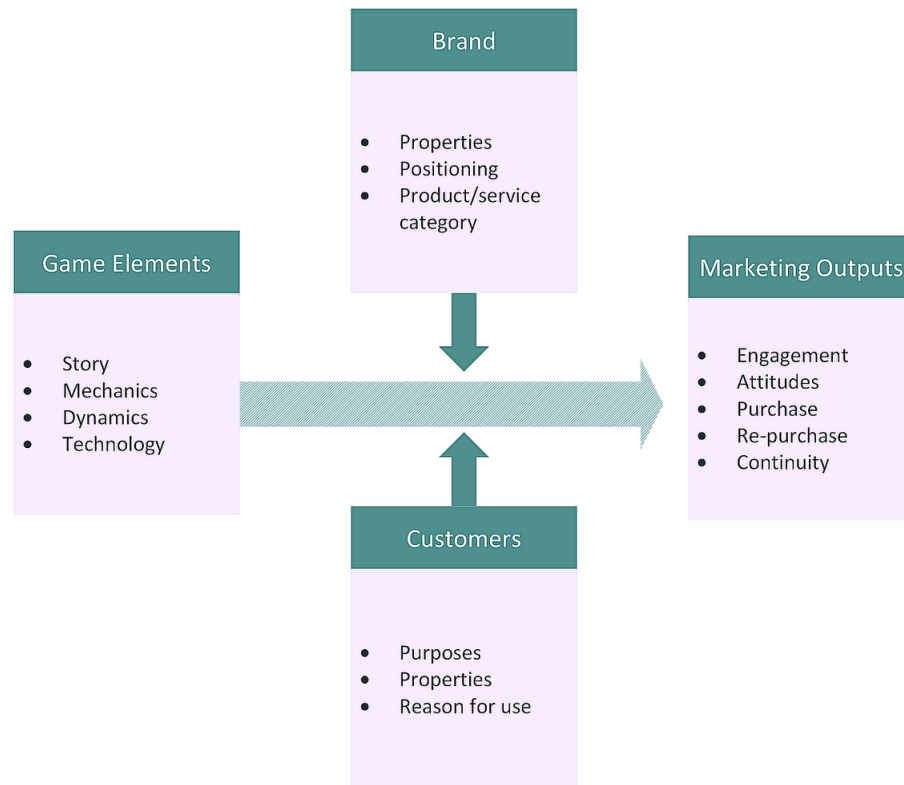 Brand
• Properties
• Positioning
• Product/service
category
Game Elements
• Story
• Mechanics
• Dynamics
• Technology
Marketing Outputs
• Engagement
• Attitudes
• Purchase
• Re-purchase
• Continuity
Customers
• Purposes
• Properties
• Reason for use